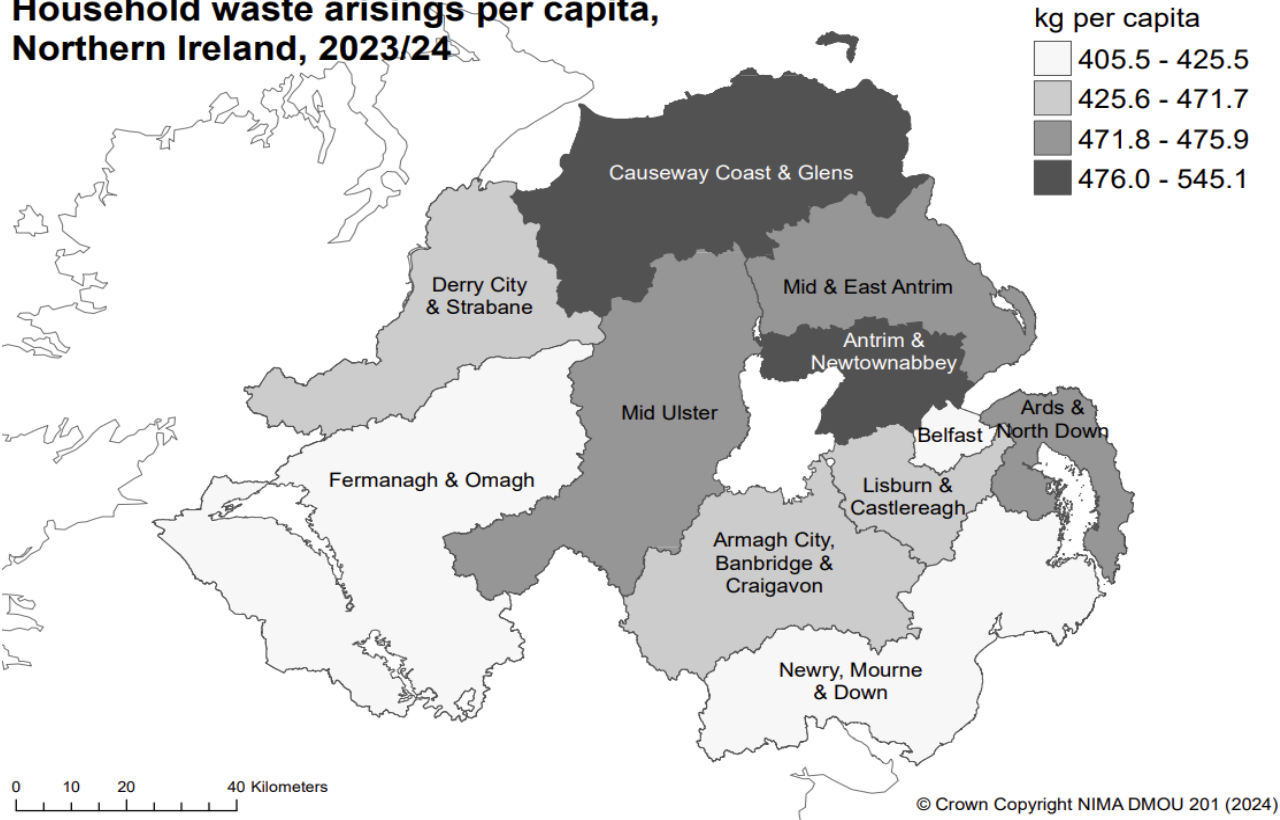 Household waste arisings per capita,
Northern Ireland, 2023/24
kg per capita
405.5 - 425.5
425.6 - 471.7
471.8 - 475.9
476.0 - 545.1
Causeway Coast & Glens
Derry City
& Strabane
Mid & East Antrim
Antrim &
Newtownabbey
Mid Ulster
Ards &
North Down
Belfast
Fermanagh & Omagh
Lisburn &
Castlereagh
Armagh City,
Banbridge &
Craigavon
Newry, Mourne
& Down
0 10 20 40 Kilometers
© Crown Copyright NIMA DMOU 201 (2024)